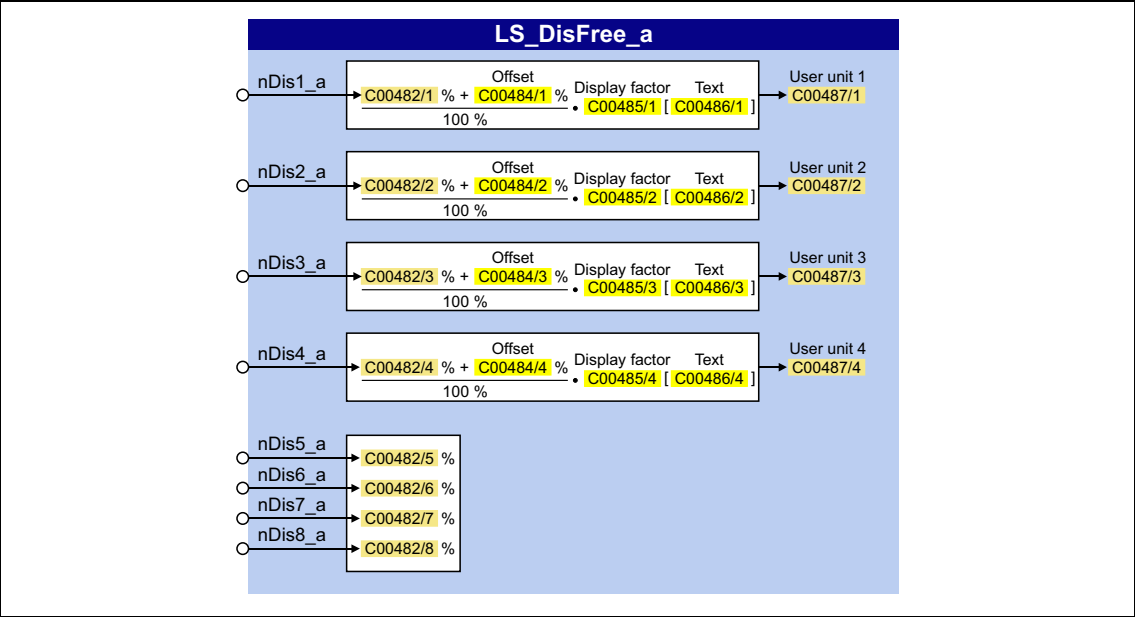 LS_DisFree_a
nDis1_a
Offset
Display factor Text
User unit 1
C00482/1 % + C00484/1 %
• C00485/1 [ C00486/1 ]
C00487/1
100 %
nDis2_a
Offset
Display factor Text
User unit 2
C00482/2 % + C00484/2 %
• C00485/2 [ C00486/2 ]
C00487/2
100 %
nDis3_a
Offset
Display factor Text
User unit 3
C00482/3 % + C00484/3 %
• C00485/3 [ C00486/3 ]
C00487/3
100 %
nDis4_a
Offset
Display factor Text
User unit 4
C00482/4 % + C00484/4 %
• C00485/4 [ C00486/4 ]
C00487/4
100 %
nDis5_a
C00482/5 %
nDis6_a
C00482/6 %
nDis7_a
C00482/7 %
nDis8_a
C00482/8 %